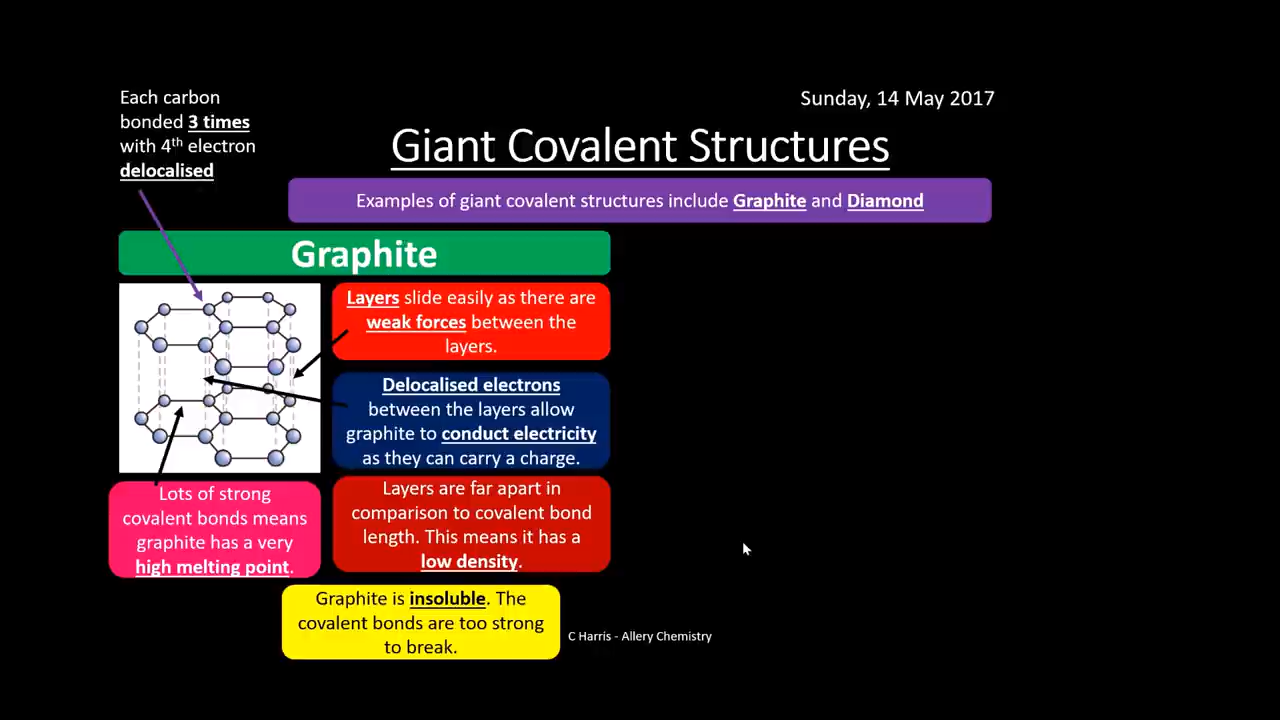 Each carbon
bonded 3 times
with 4th electron
delocalised
Sunday, 14 May 2017
Giant Covalent Structures
Examples of giant covalent structures include Graphite and Diamond
Graphite
Layers slide easily as there are
weak forces between the
layers.
Delocalised electrons
between the layers allow
graphite to conduct electricity
as they can carry a charge.
Lots of strong
covalent bonds means
graphite has a very
high melting point.
Layers are far apart in
comparison to covalent bond
length. This means it has a
low density.
Graphite is insoluble. The
covalent bonds are too strong
to break.
C Harris - Allery Chemistry